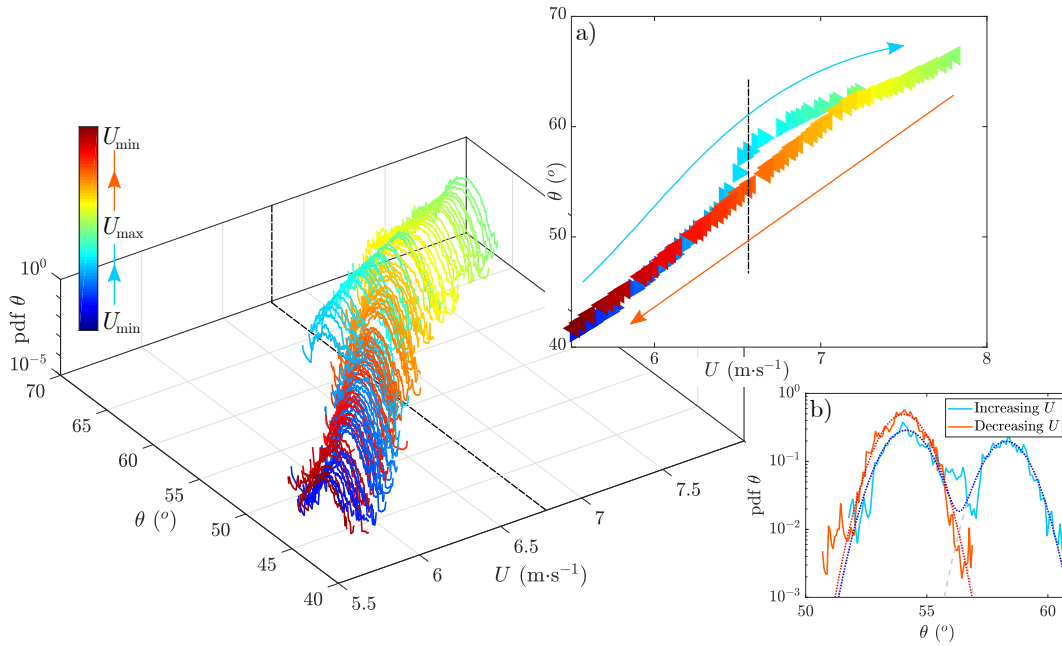 a)
70
60
50
40
θ (°)
6
7
8
U (m·s⁻¹)
U_min
U_max
U_min
10⁰
10⁻⁵
pdf θ
70
65
60
55
50
45
40
θ (°)
5.5
6
6.5
7
7.5
U (m·s⁻¹)
b)
10⁰
10⁻¹
10⁻²
10⁻³
pdf θ
Increasing U
Decreasing U
50
55
60
θ (°)